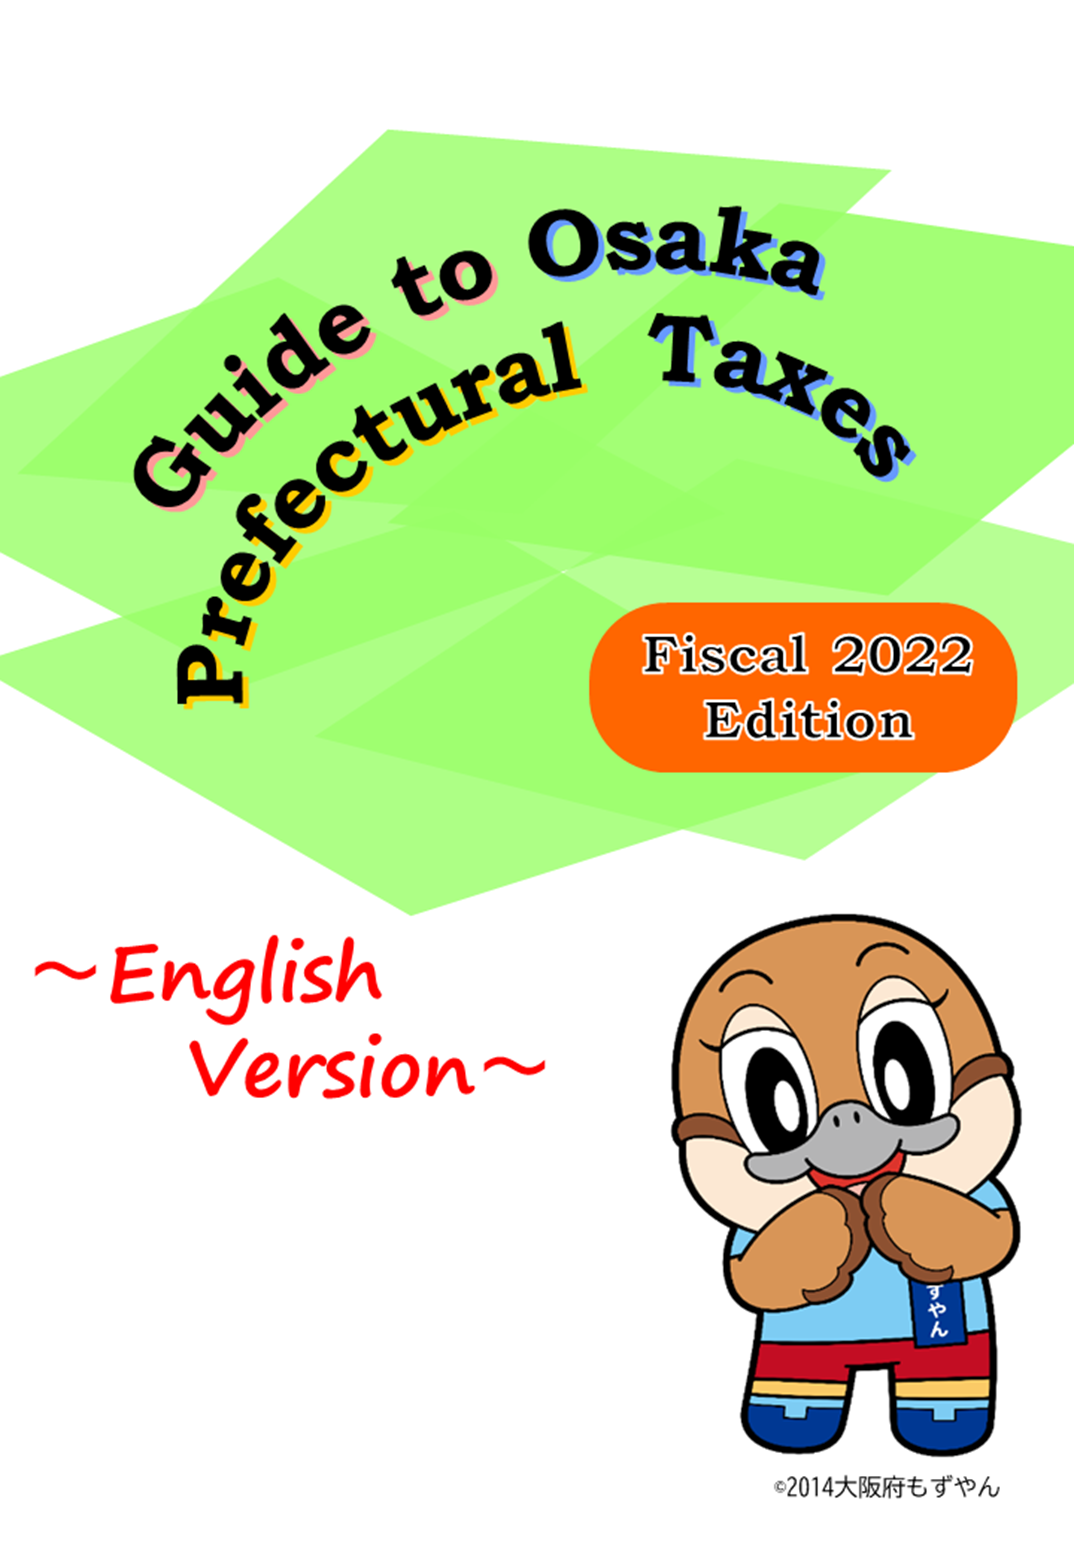 Guide to Osaka
Prefectural Taxes
Fiscal 2022
Edition
~English
Version~
ずやん
©2014大阪府もずやん